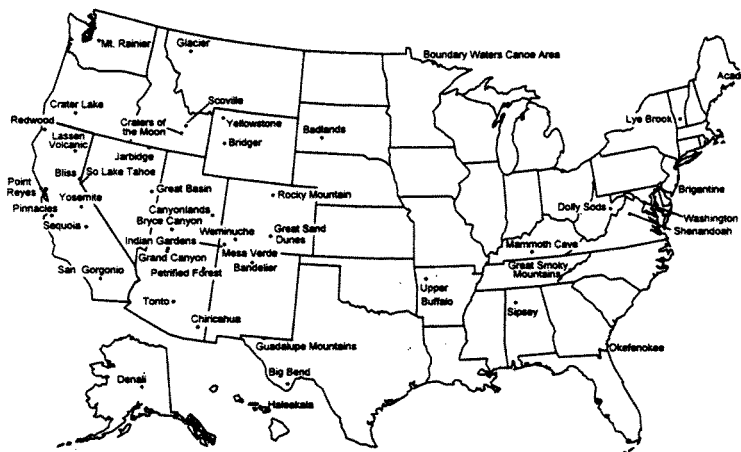 Mt. Rainier
Glacier
Boundary Waters Canoe Area
Acad
Scoville
Crater Lake
Redwood
Craters of
the Moon
Yellowstone
Lye Brook
Lassen
Volcanic
Badlands
Bridger
Jarbidge
Bliss
So Lake Tahoe
Point
Reyes
Great Basin
Rocky Mountain
Brigantine
Yosemite
Pinnacles
Canyonlands
Dolly Sods
Bryce Canyon
Washington
Sequoia
Weminuche
Great Sand
Dunes
Shenandoah
Indian Gardens
Mammoth Cave
Grand Canyon
Mesa Verde
San Gorgonio
Petrified Forest
Bandelier
Great Smoky
Mountains
Upper
Buffalo
Tonto
Sipsey
Chiricahua
Guadalupe Mountains
Okefenokee
Denali
Big Bend
Haleakala